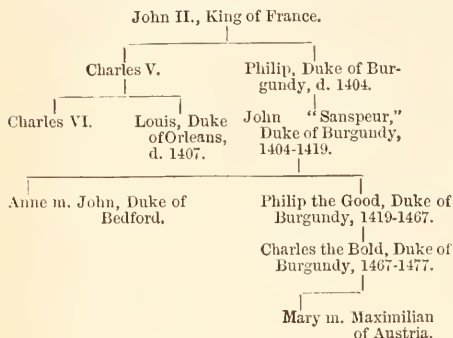 John II., King of France.
Charles V.
Philip, Duke of Bur-
gundy, d. 1404.
Charles VI.
Louis, Duke
of Orleans,
d. 1407.
John "Sanspeur,"
Duke of Burgundy,
1404-1419.
Anne m. John, Duke of
Bedford.
Philip the Good, Duke of
Burgundy, 1419-1467.
Charles the Bold, Duke of
Burgundy, 1467-1477.
Mary m. Maximilian
of Austria.